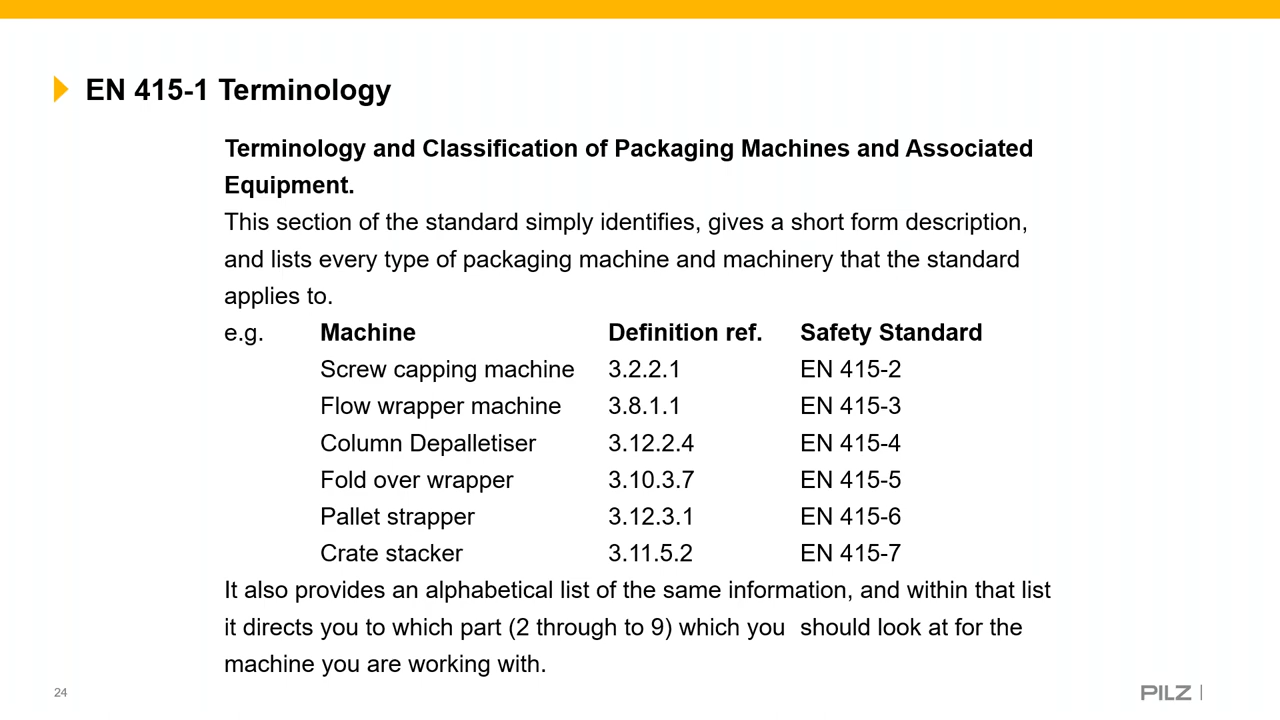 EN 415-1 Terminology
Terminology and Classification of Packaging Machines and Associated
Equipment.
This section of the standard simply identifies, gives a short form description,
and lists every type of packaging machine and machinery that the standard
applies to.
e.g. Machine Definition ref. Safety Standard
Screw capping machine 3.2.2.1 EN 415-2
Flow wrapper machine 3.8.1.1 EN 415-3
Column Depalletiser 3.12.2.4 EN 415-4
Fold over wrapper 3.10.3.7 EN 415-5
Pallet strapper 3.12.3.1 EN 415-6
Crate stacker 3.11.5.2 EN 415-7
It also provides an alphabetical list of the same information, and within that list
it directs you to which part (2 through to 9) which you should look at for the
machine you are working with.
24
PILZ |